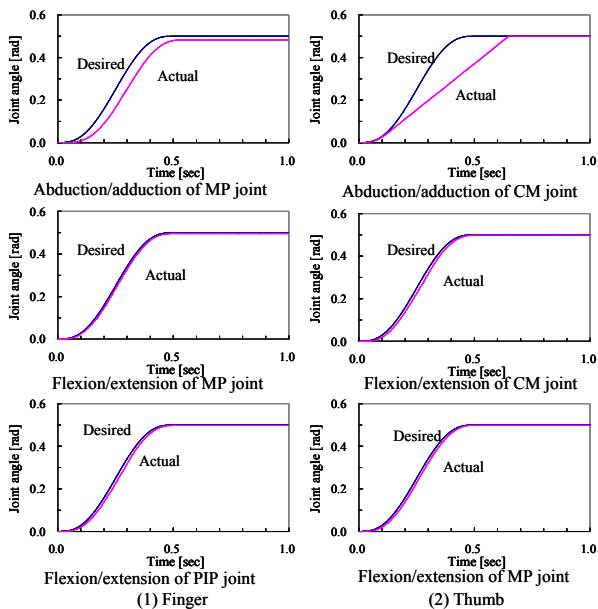 Joint angle [rad]
0.6
0.4
0.2
0.0
Desired
Actual
0.0
0.5
1.0
Time [sec]
Abduction/adduction of MP joint
Joint angle [rad]
0.6
0.4
0.2
0.0
Desired
Actual
0.0
0.5
1.0
Time [sec]
Abduction/adduction of CM joint
Joint angle [rad]
0.6
0.4
0.2
0.0
Desired
Actual
0.0
0.5
1.0
Time [sec]
Flexion/extension of MP joint
Joint angle [rad]
0.6
0.4
0.2
0.0
Desired
Actual
0.0
0.5
1.0
Time [sec]
Flexion/extension of CM joint
Joint angle [rad]
0.6
0.4
0.2
0.0
Desired
Actual
0.0
0.5
1.0
Time [sec]
Flexion/extension of PIP joint
Joint angle [rad]
0.6
0.4
0.2
0.0
Desired
Actual
0.0
0.5
1.0
Time [sec]
Flexion/extension of MP joint
(1) Finger
(2) Thumb